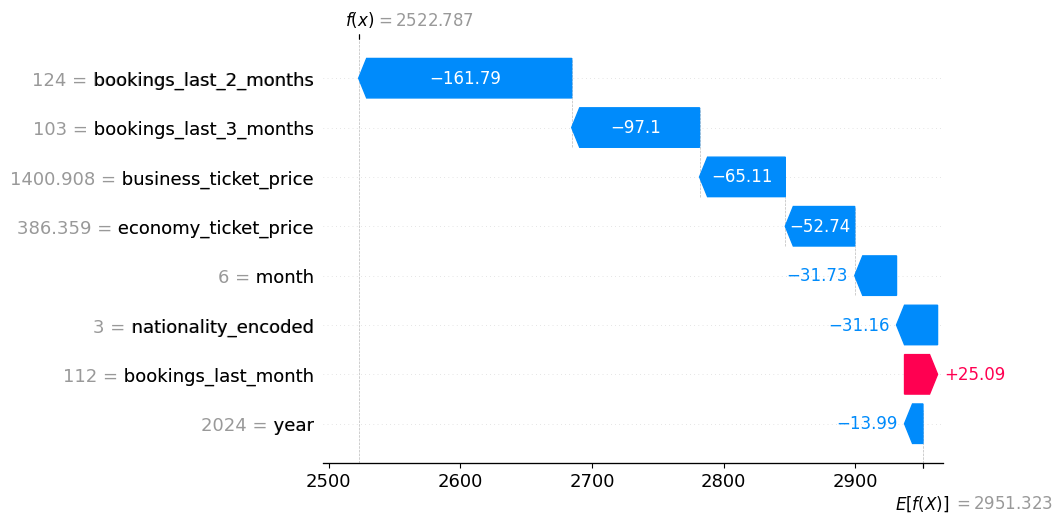 f(x) = 2522.787
124 = bookings_last_2_months −161.79
103 = bookings_last_3_months −97.1
1400.908 = business_ticket_price −65.11
386.359 = economy_ticket_price −52.74
6 = month −31.73
3 = nationality_encoded −31.16
112 = bookings_last_month +25.09
2024 = year −13.99
2500 2600 2700 2800 2900
E[f(X)] = 2951.323